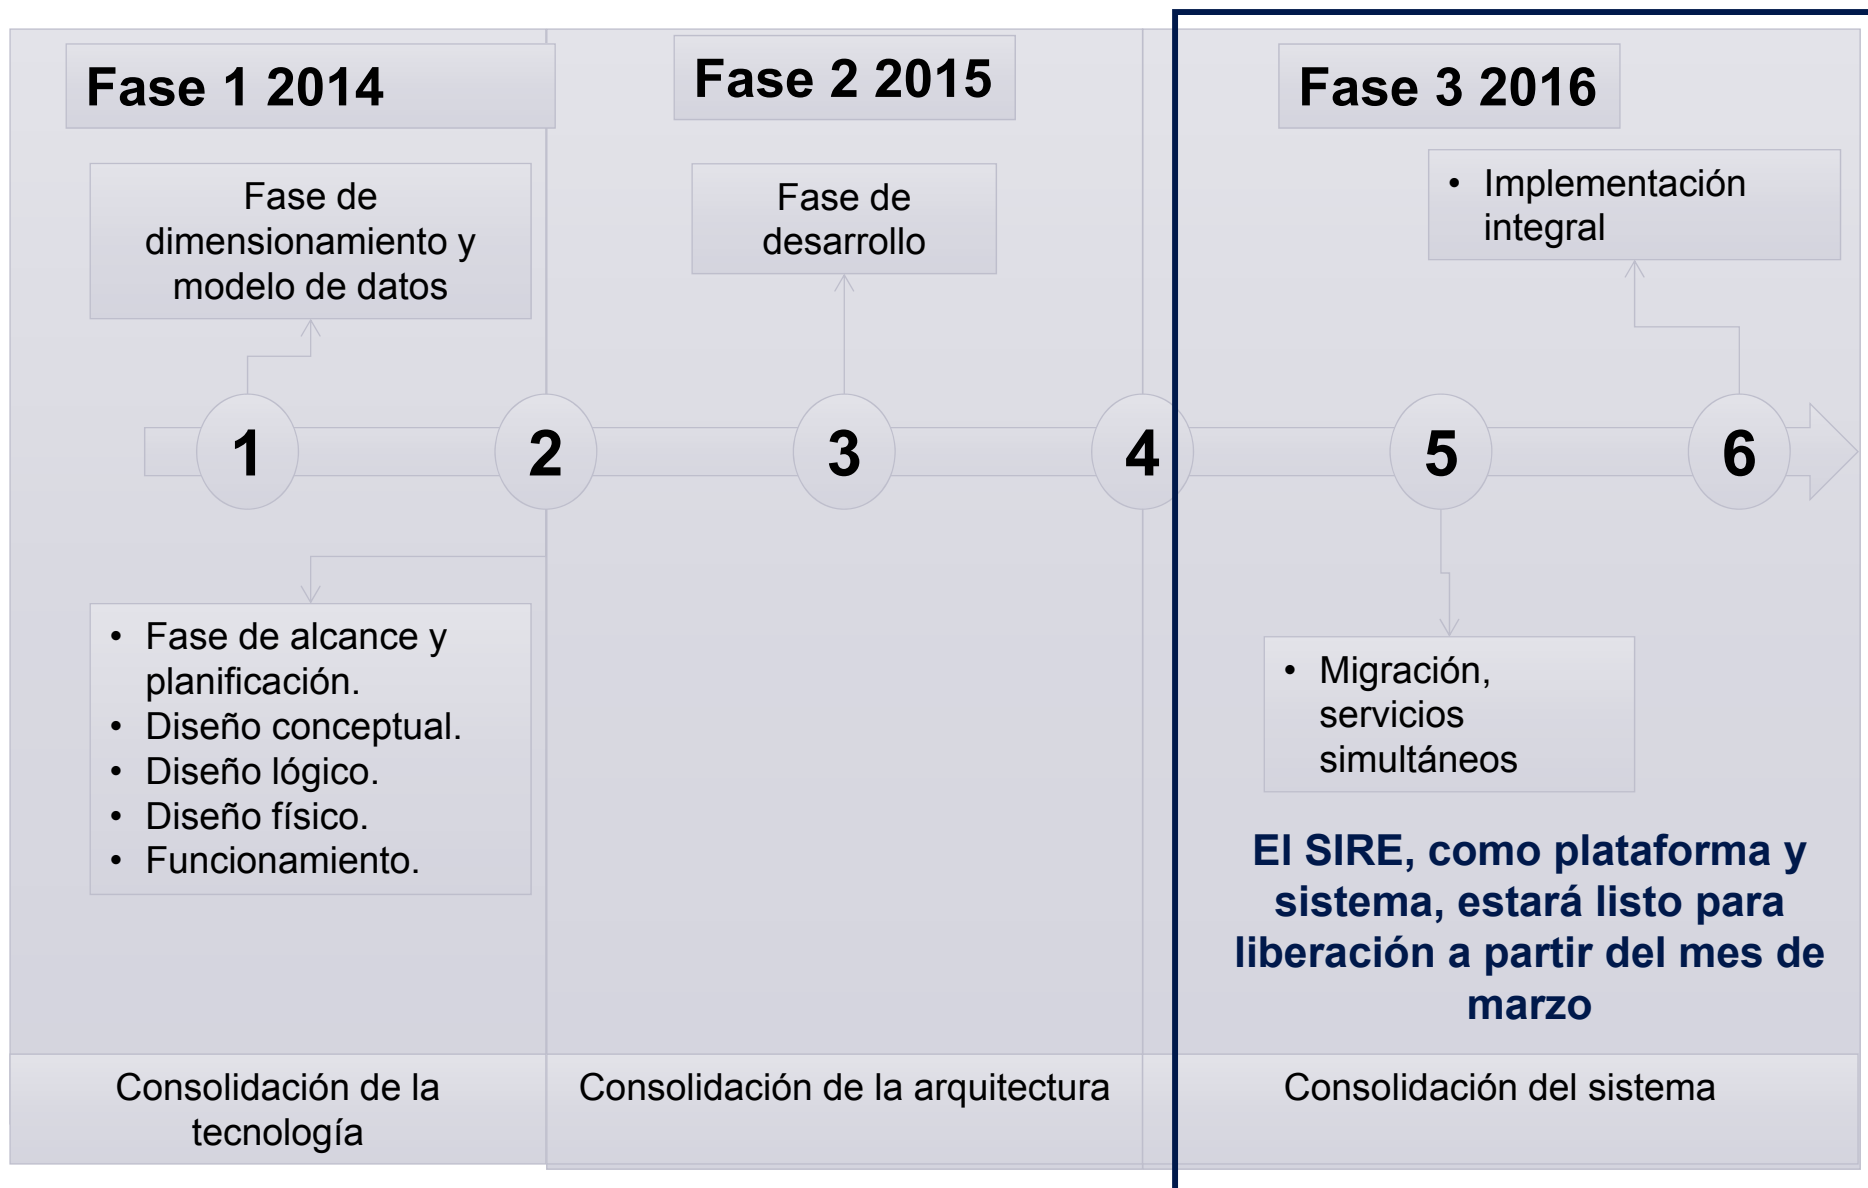 Fase 1 2014
Fase de
dimensionamiento y
modelo de datos
Fase 2 2015
Fase de
desarrollo
Fase 3 2016
• Implementación
integral
1
2
3
4
5
6
• Fase de alcance y
planificación.
• Diseño conceptual.
• Diseño lógico.
• Diseño físico.
• Funcionamiento.
• Migración,
servicios
simultáneos
El SIRE, como plataforma y
sistema, estará listo para
liberación a partir del mes de
marzo
Consolidación de la
tecnología
Consolidación de la arquitectura
Consolidación del sistema